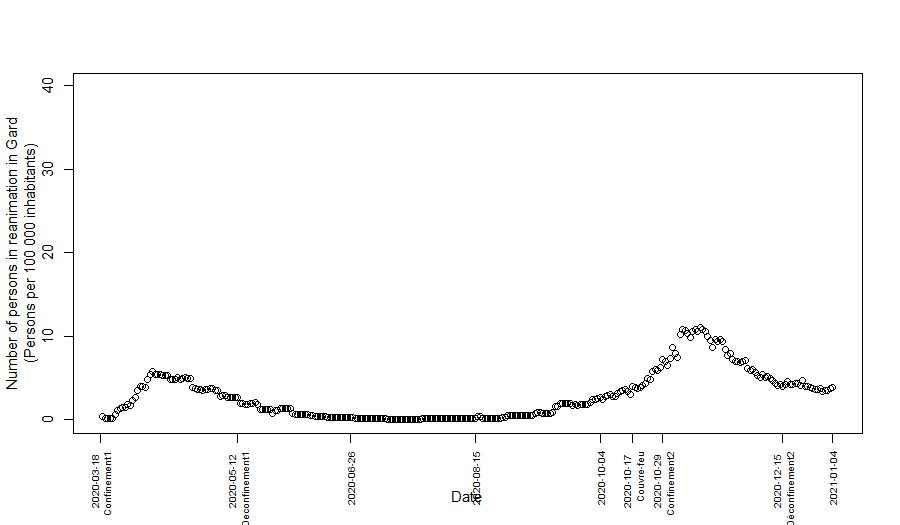 Number of persons in reanimation in Gard
(Persons per 100 000 inhabitants)
40
30
20
10
0
2020-03-18
Confinement1
2020-05-12
Déconfinement1
2020-06-26
2020-08-15
2020-10-04
2020-10-17
Couvre-feu
2020-10-29
Confinement2
2020-12-15
Déconfinement2
2021-01-04
Date